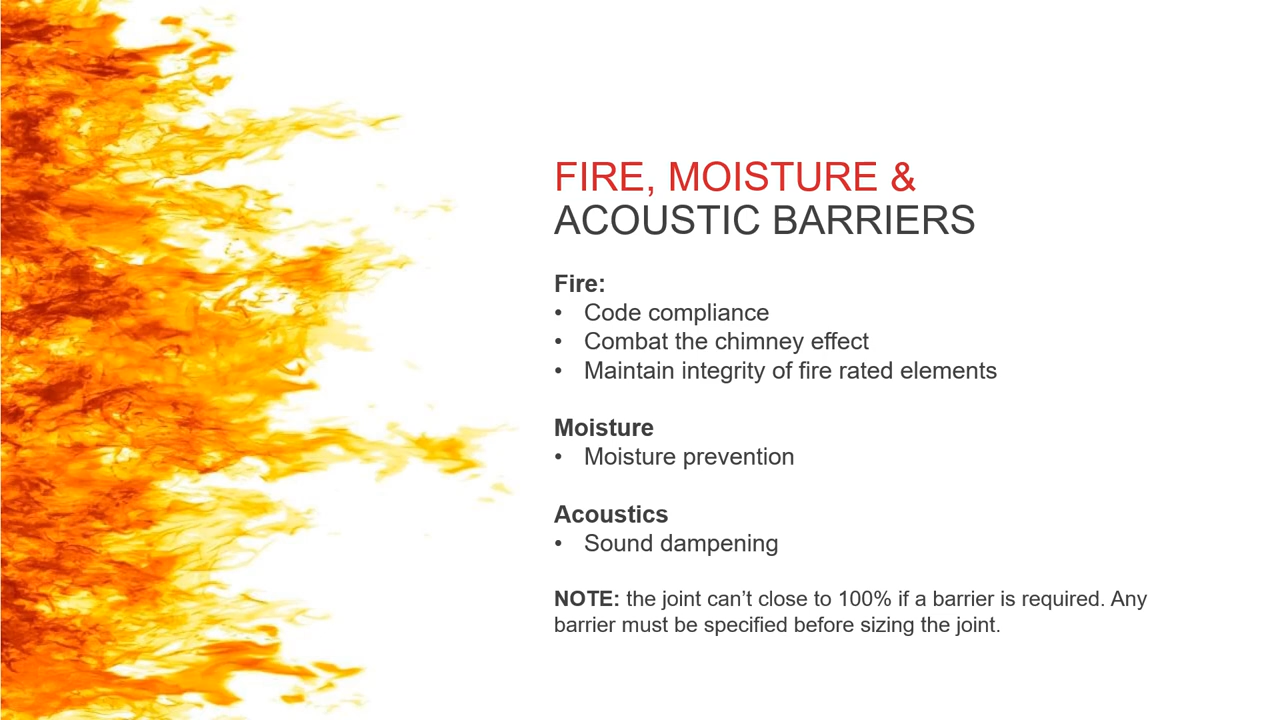 FIRE, MOISTURE &
ACOUSTIC BARRIERS
Fire:
• Code compliance
• Combat the chimney effect
• Maintain integrity of fire rated elements
Moisture
• Moisture prevention
Acoustics
• Sound dampening
NOTE: the joint can’t close to 100% if a barrier is required. Any
barrier must be specified before sizing the joint.